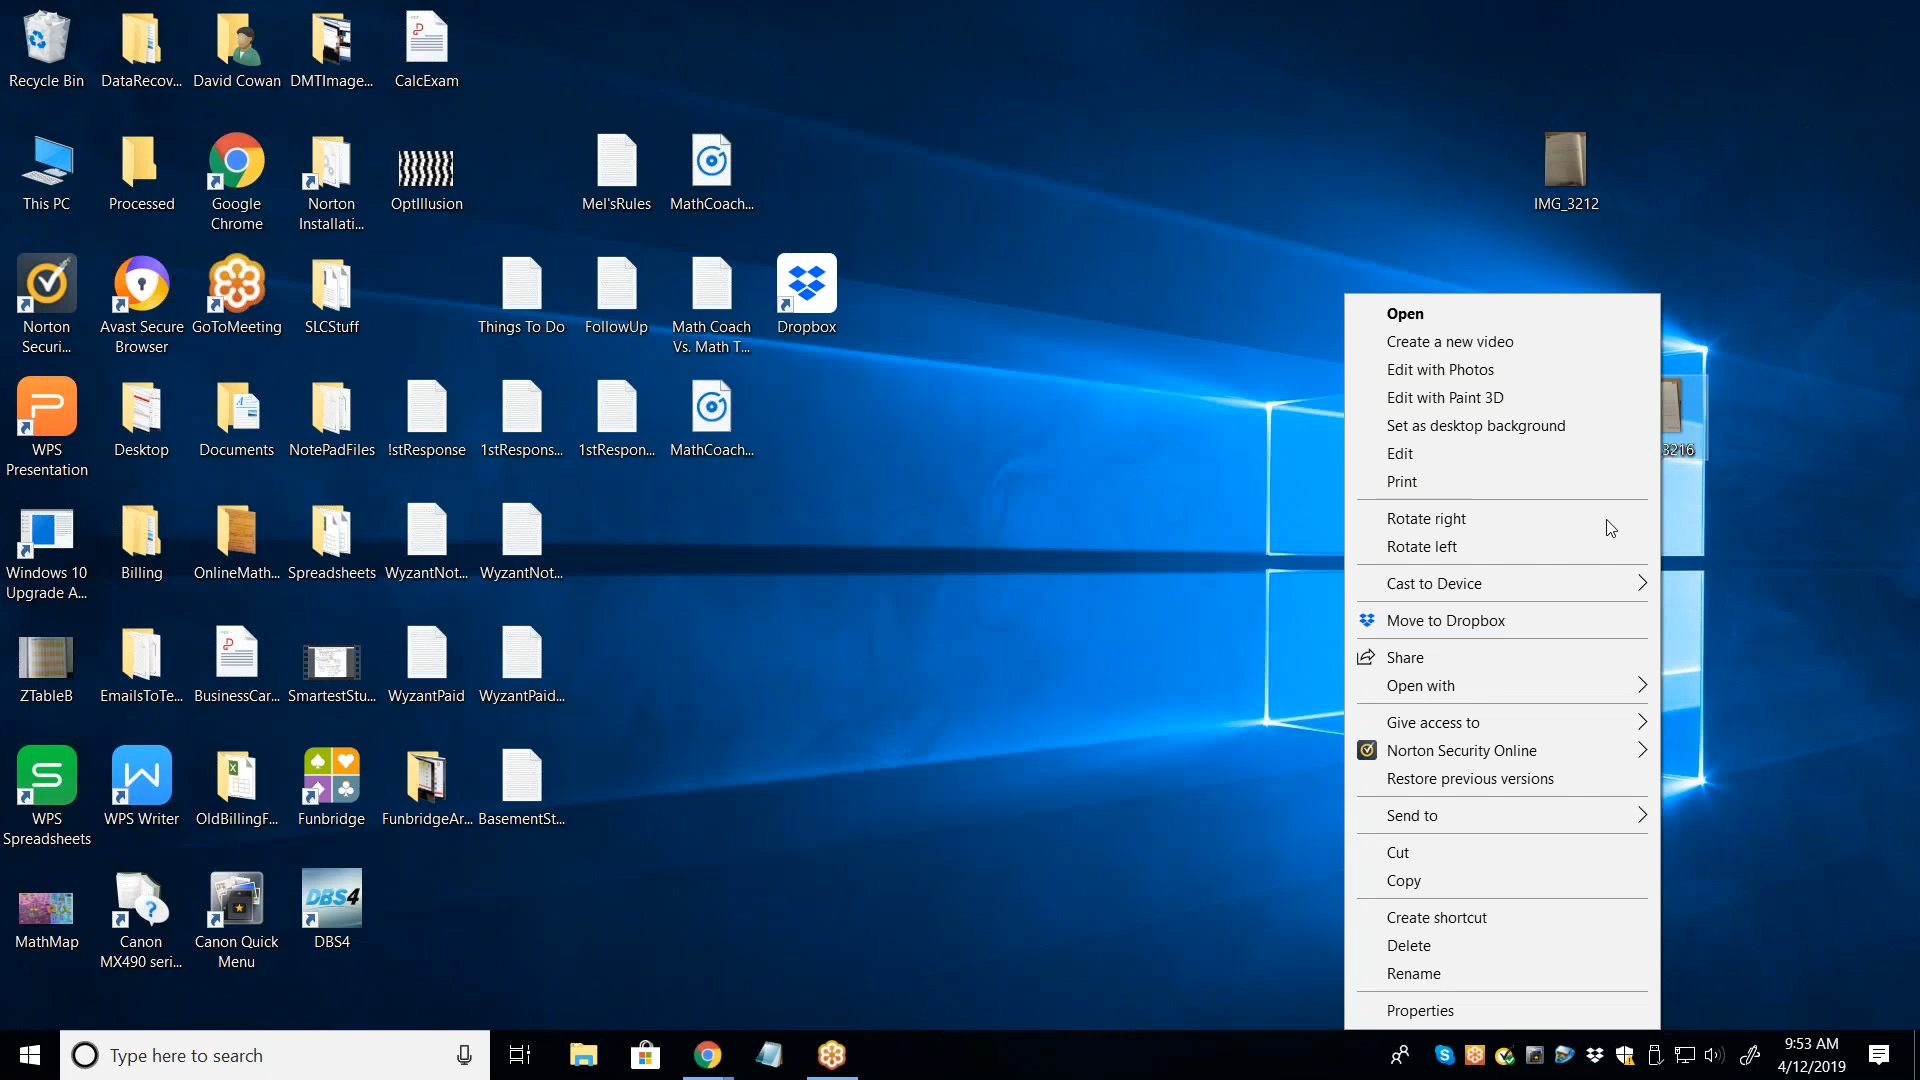 Recycle Bin
DataRecov...
David Cowan
DMTImage...
CalcExam
This PC
Processed
Google
Chrome
Norton
Installati...
OptIllusion
Mel'sRules
MathCoach...
IMG_3212
Norton
Securi...
Avast Secure
Browser
GoToMeeting
SLCStuff
Things To Do
FollowUp
Math Coach
Vs. Math T...
Dropbox
WPS
Presentation
Desktop
Documents
NotePadFiles
!stResponse
1stRespons...
1stRespon...
MathCoach...
3216
Windows 10
Upgrade A...
Billing
OnlineMath...
Spreadsheets
WyzantNot...
WyzantNot...
ZTableB
EmailsToTe...
BusinessCar...
SmartestStu...
WyzantPaid
WyzantPaid...
WPS
Spreadsheets
WPS Writer
OldBillingF...
Funbridge
FunbridgeAr...
BasementSt...
MathMap
Canon
MX490 seri...
Canon Quick
Menu
DBS4
DBS4
Open
Create a new video
Edit with Photos
Edit with Paint 3D
Set as desktop background
Edit
Print
Rotate right
Rotate left
Cast to Device
Move to Dropbox
Share
Open with
Give access to
Norton Security Online
Restore previous versions
Send to
Cut
Copy
Create shortcut
Delete
Rename
Properties
Type here to search
9:53 AM
4/12/2019